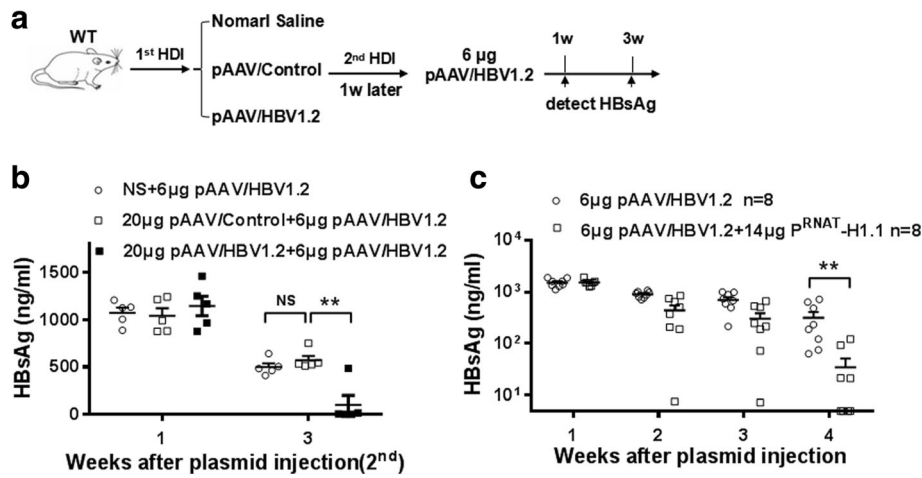 a
WT
1st HDI
Nomarl Saline
pAAV/Control
pAAV/HBV1.2
2nd HDI
1w later
6 µg
pAAV/HBV1.2
1w
3w
detect HBsAg
b
NS+6µg pAAV/HBV1.2
20µg pAAV/Control+6µg pAAV/HBV1.2
20µg pAAV/HBV1.2+6µg pAAV/HBV1.2
HBsAg (ng/ml)
1500
1000
500
0
NS
**
1
3
Weeks after plasmid injection(2nd)
c
6µg pAAV/HBV1.2 n=8
6µg pAAV/HBV1.2+14µg PRNAT-H1.1 n=8
HBsAg (ng/ml)
10^4
10^3
10^2
10^1
**
1
2
3
4
Weeks after plasmid injection